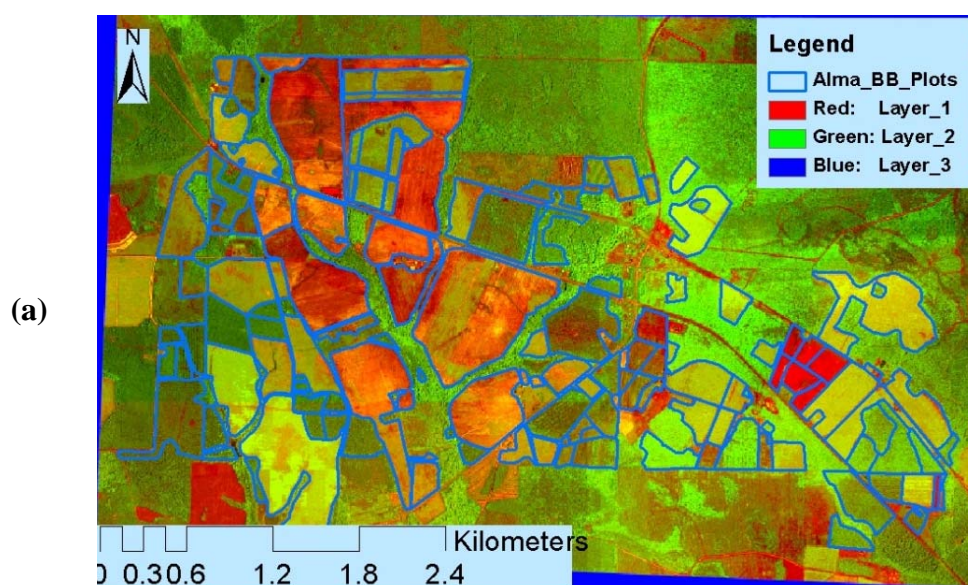 N
Legend
Alma_BB_Plots
Red: Layer_1
Green: Layer_2
Blue: Layer_3
(a)
Kilometers
0 0.3 0.6 1.2 1.8 2.4